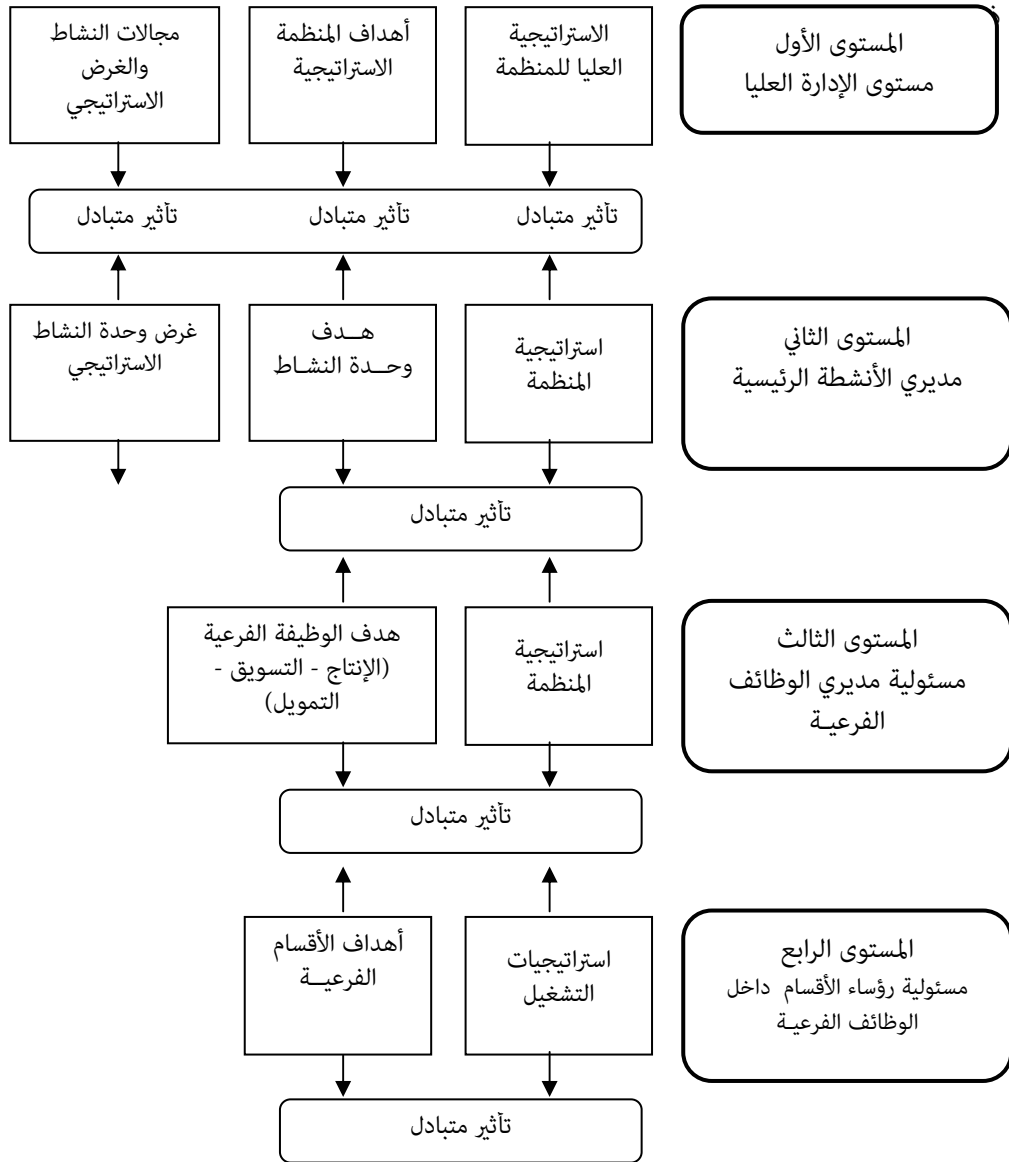 المستوى الأول
مستوى الإدارة العليا
الاستراتيجية
العليا للمنظمة
أهداف المنظمة
الاستراتيجية
مجالات النشاط
والغرض
الاستراتيجي
تأثير متبادل
تأثير متبادل
تأثير متبادل
المستوى الثاني
مديري الأنشطة الرئيسية
استراتيجية
المنظمة
هــدف
وحــدة النشـاط
غرض وحدة النشاط
الاستراتيجي
تأثير متبادل
المستوى الثالث
مسئولية مديري الوظائف
الفرعيـة
استراتيجية
المنظمة
هدف الوظيفة الفرعية
(الإنتاج - التسويق -
التمويل)
تأثير متبادل
المستوى الرابع
مسئولية رؤساء الأقسام داخل
الوظائف الفرعيـة
استراتيجيات
التشغيل
أهداف الأقسام
الفرعيــة
تأثير متبادل